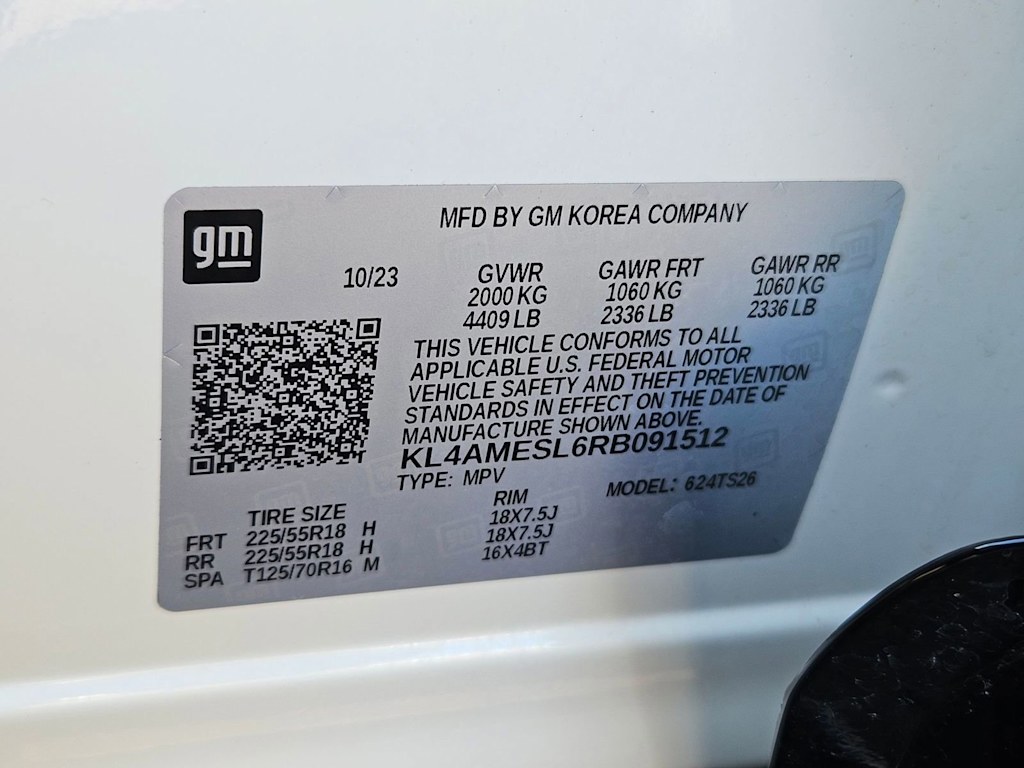 gm
MFD BY GM KOREA COMPANY
10/23 GVWR GAWR FRT GAWR RR
2000 KG 1060 KG 1060 KG
4409 LB 2336 LB 2336 LB
THIS VEHICLE CONFORMS TO ALL
APPLICABLE U.S. FEDERAL MOTOR
VEHICLE SAFETY AND THEFT PREVENTION
STANDARDS IN EFFECT ON THE DATE OF
MANUFACTURE SHOWN ABOVE.
KL4AMESL6RB091512
TYPE: MPV MODEL: 624TS26
TIRE SIZE RIM
FRT 225/55R18 H 18X7.5J
RR 225/55R18 H 18X7.5J
SPA T125/70R16 M 16X4BT